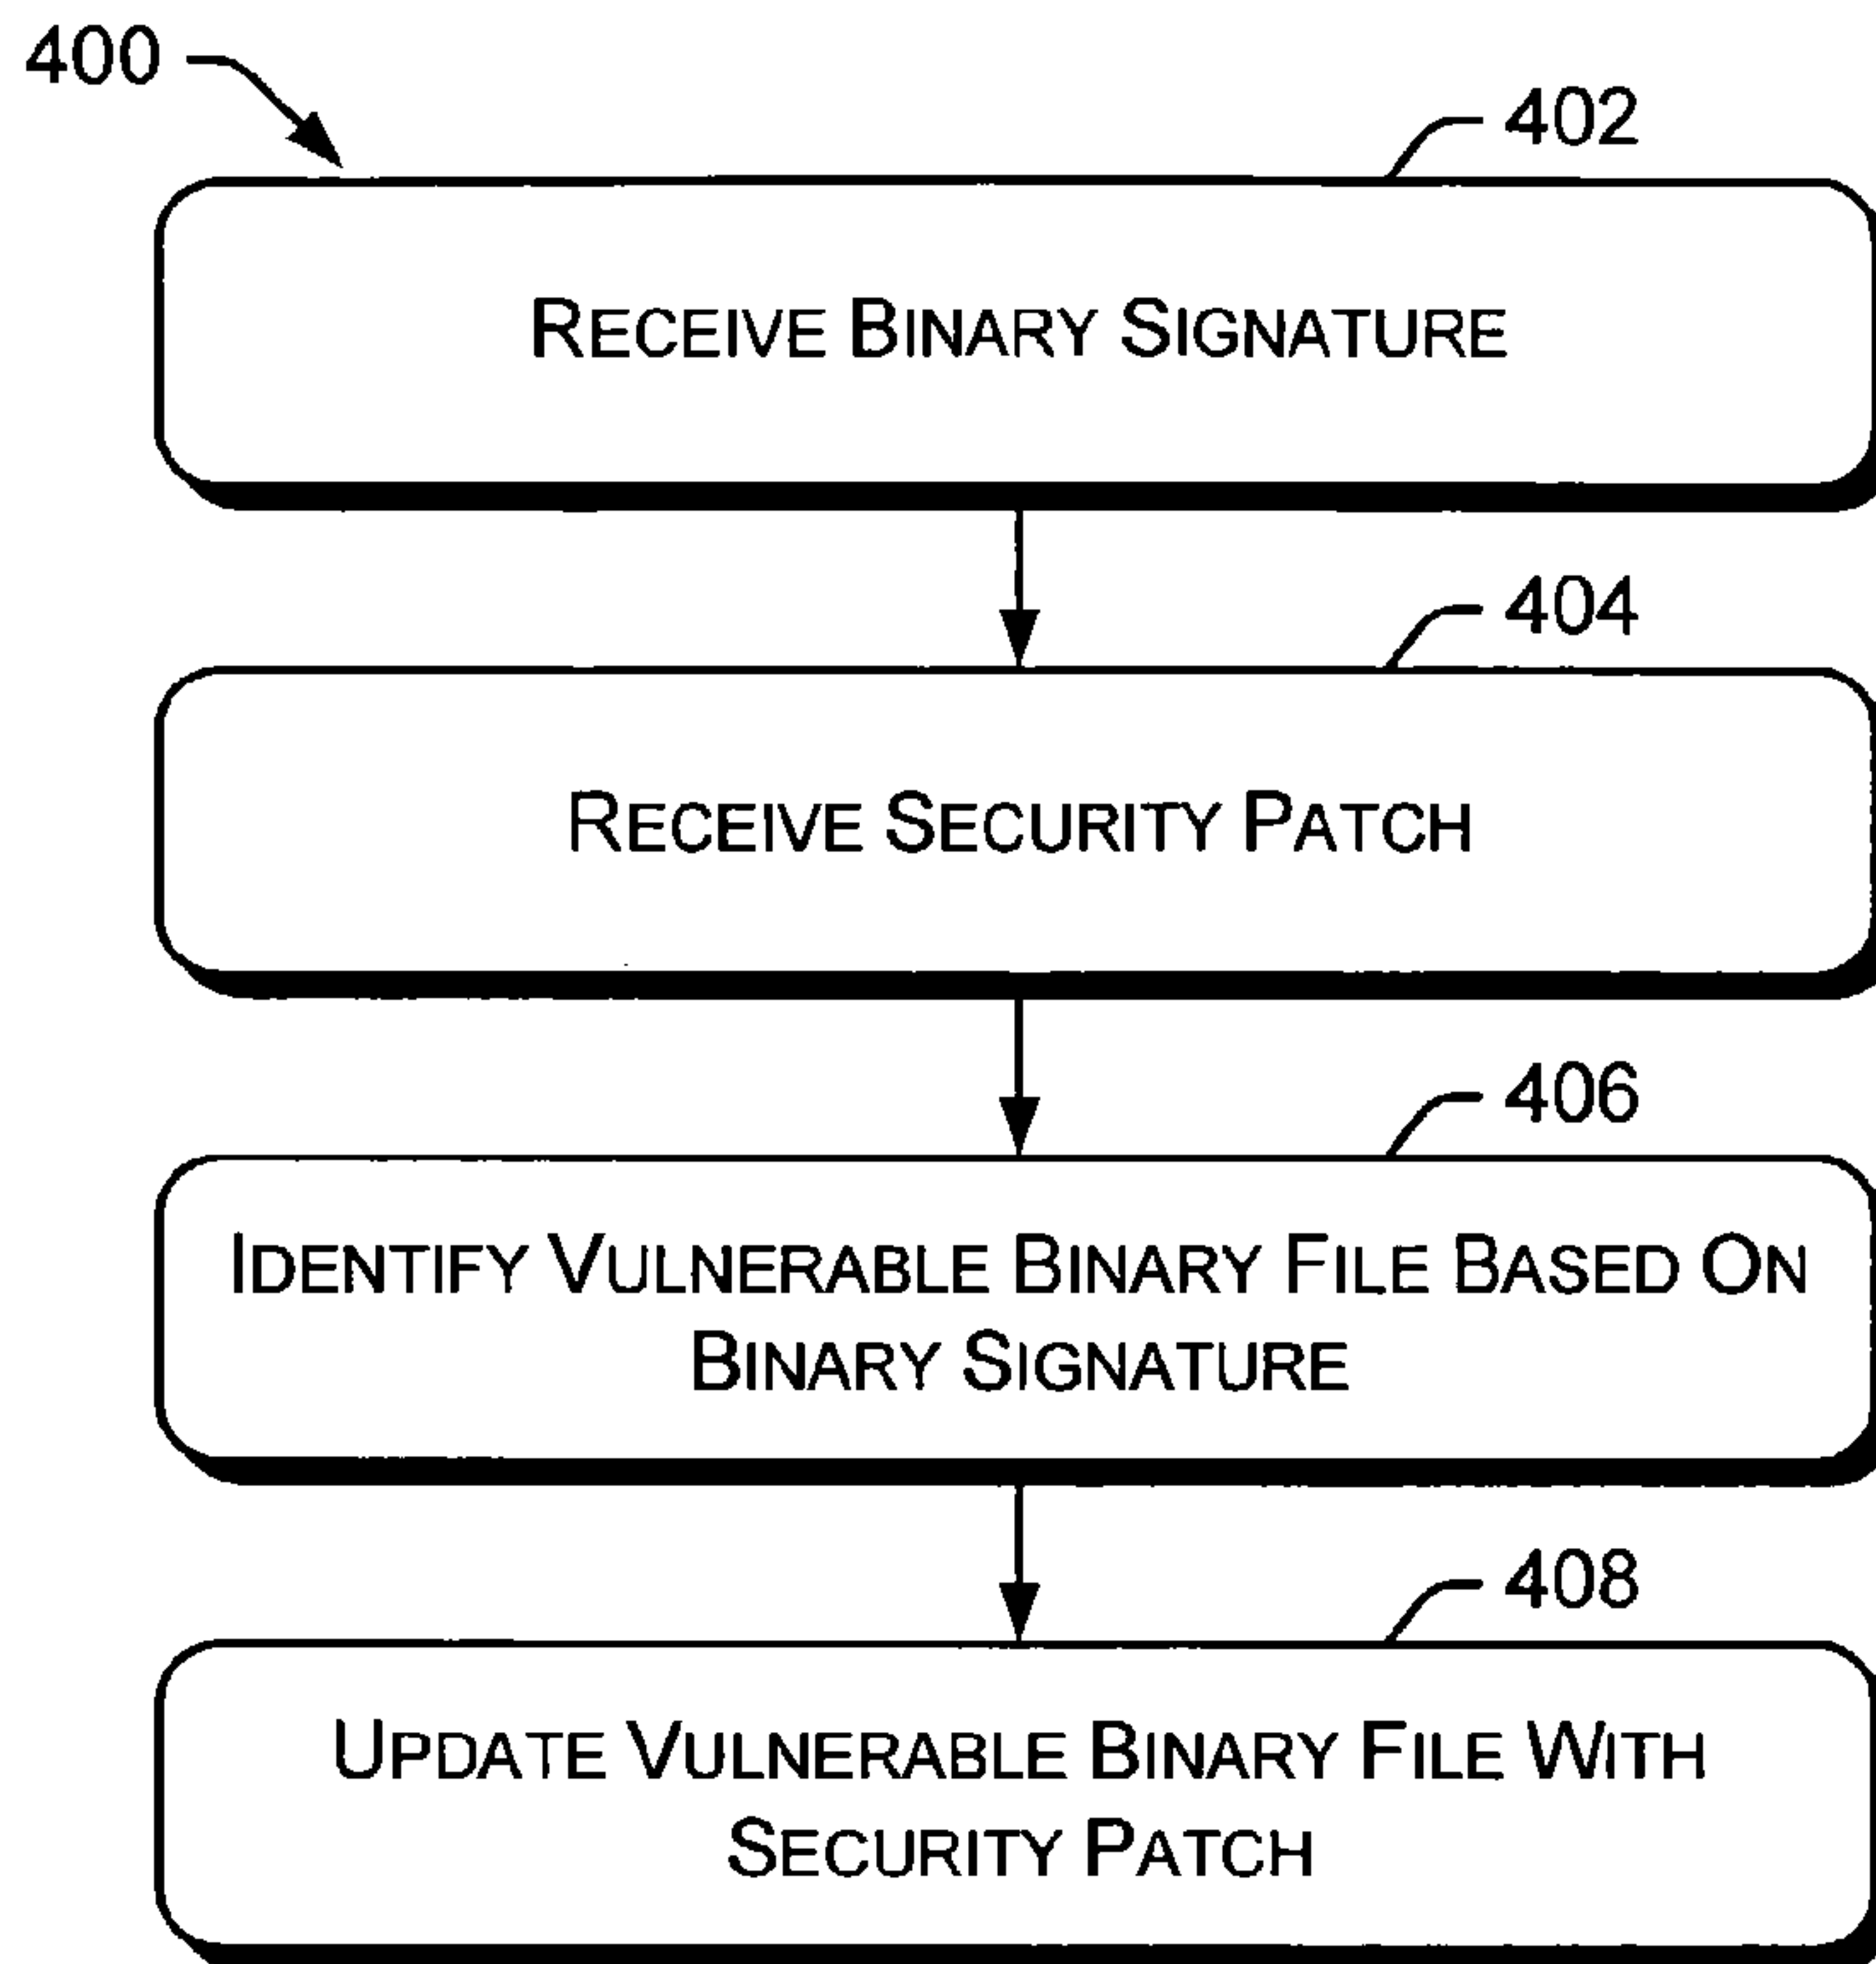 400
402
RECEIVE BINARY SIGNATURE
404
RECEIVE SECURITY PATCH
406
IDENTIFY VULNERABLE BINARY FILE BASED ON
BINARY SIGNATURE
408
UPDATE VULNERABLE BINARY FILE WITH
SECURITY PATCH